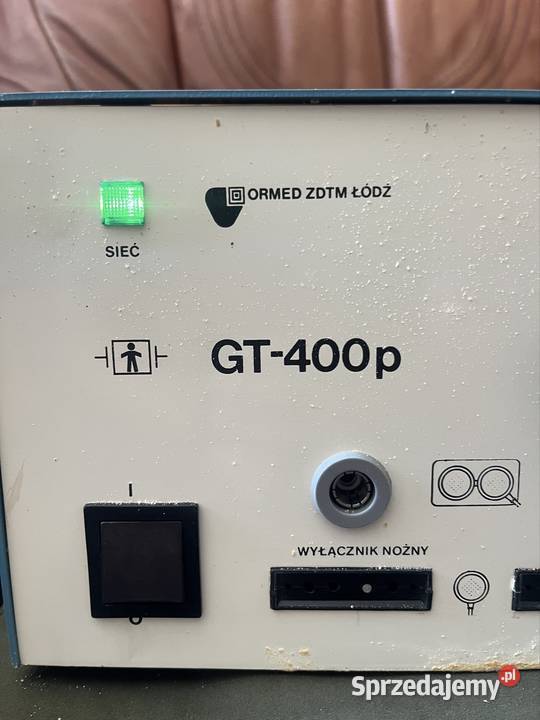 ORMED ZDTM ŁÓDŹ
SIEĆ
GT-400p
I
WYŁĄCZNIK NOŻNY
O
Sprzedajemy.pl